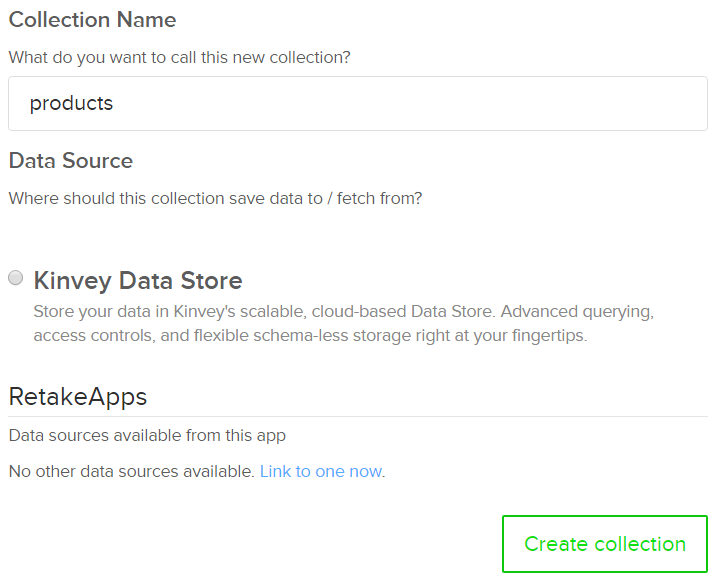 Collection Name
What do you want to call this new collection?
products
Data Source
Where should this collection save data to / fetch from?
Kinvey Data Store
Store your data in Kinvey's scalable, cloud-based Data Store. Advanced querying,
access controls, and flexible schema-less storage right at your fingertips.
RetakeApps
Data sources available from this app
No other data sources available. Link to one now.
Create collection